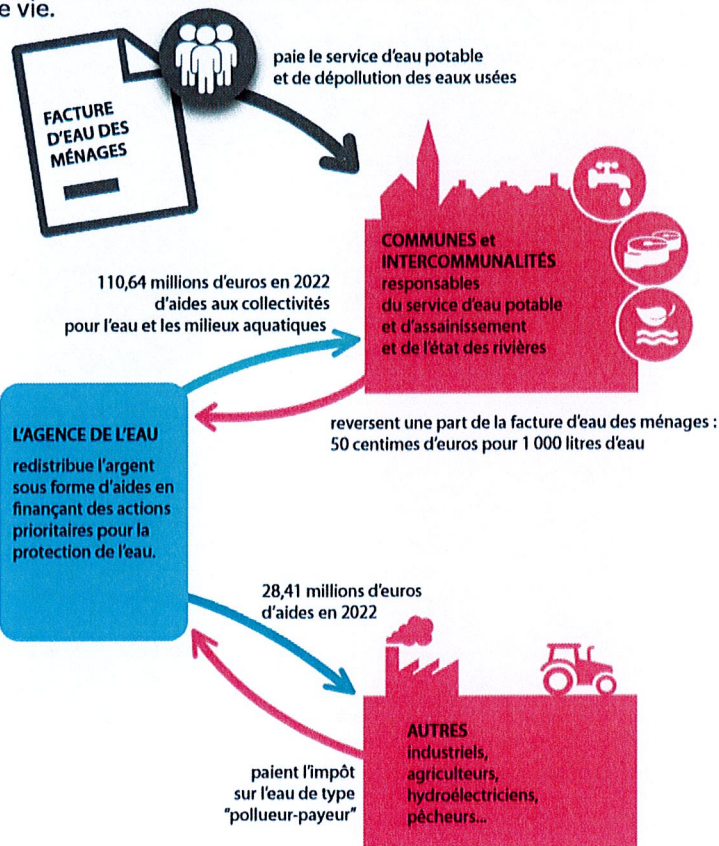 e vie.
paie le service d'eau potable
et de dépollution des eaux usées
FACTURE
D'EAU DES
MÉNAGES
COMMUNES et
INTERCOMMUNALITÉS
responsables
du service d'eau potable
et d'assainissement
et de l'état des rivières
110,64 millions d'euros en 2022
d'aides aux collectivités
pour l'eau et les milieux aquatiques
reversent une part de la facture d'eau des ménages :
50 centimes d'euros pour 1 000 litres d'eau
L'AGENCE DE L'EAU
redistribue l'argent
sous forme d'aides en
finançant des actions
prioritaires pour la
protection de l'eau.
28,41 millions d'euros
d'aides en 2022
AUTRES
industriels,
agriculteurs,
hydroélectriciens,
pêcheurs...
paient l'impôt
sur l'eau de type
"pollueur-payeur"